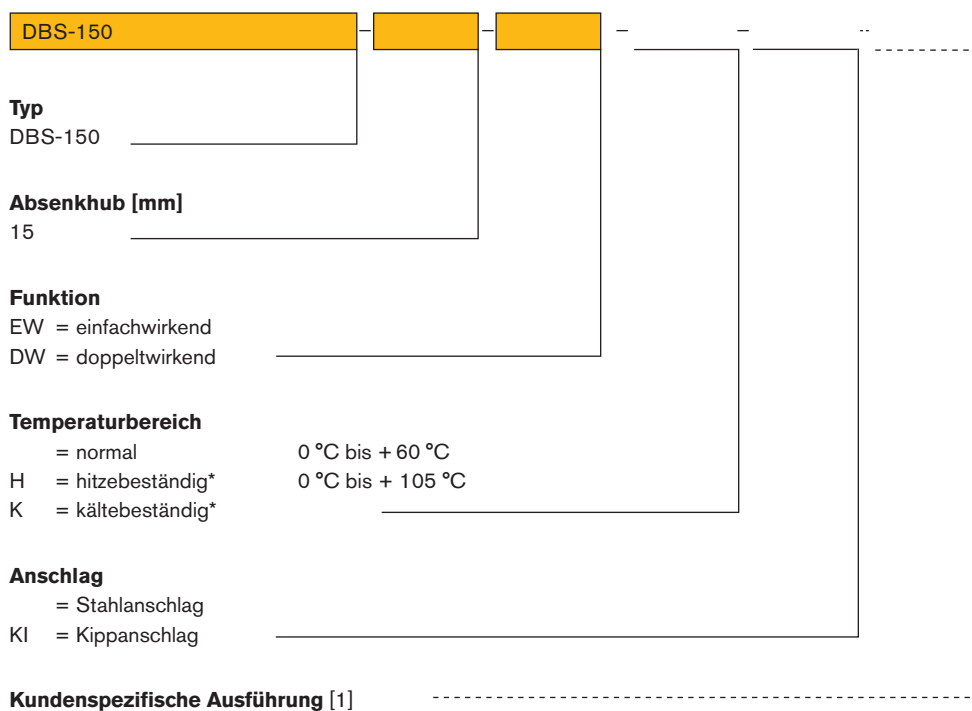 DBS-150 - - - - --
Typ
DBS-150
Absenkhub [mm]
15
Funktion
EW = einfachwirkend
DW = doppeltwirkend
Temperaturbereich
= normal 0 °C bis + 60 °C
H = hitzebeständig* 0 °C bis + 105 °C
K = kältebeständig*
Anschlag
= Stahlanschlag
KI = Kippanschlag
Kundenspezifische Ausführung [1]